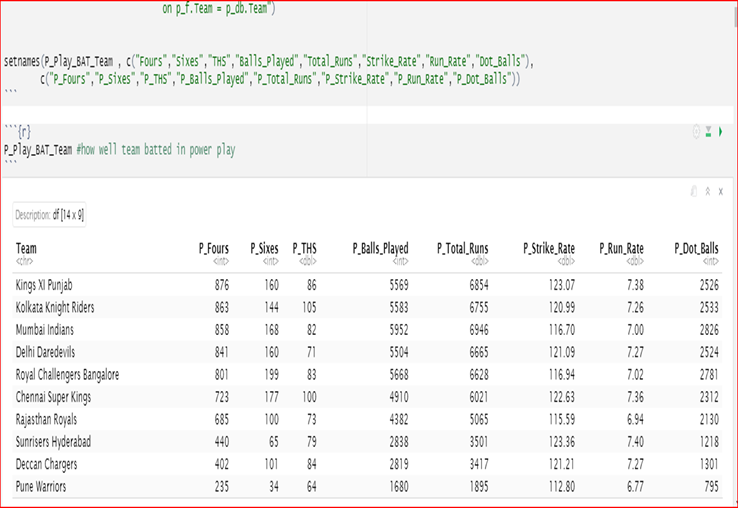 on p_f.Team = p_db.Team")
setnames(P_Play_BAT_Team , c("Fours","Sixes","THS","Balls_Played","Total_Runs","Strike_Rate","Run_Rate","Dot_Balls"),
c("P_Fours","P_Sixes","P_THS","P_Balls_Played","P_Total_Runs","P_Strike_Rate","P_Run_Rate","P_Dot_Balls"))
```
```{r}
P_Play_BAT_Team #how well team batted in power play
```
Description: df [14 x 9]
Team P_Fours P_Sixes P_THS P_Balls_Played P_Total_Runs P_Strike_Rate P_Run_Rate P_Dot_Balls
<chr> <int> <int> <dbl> <int> <dbl> <dbl> <dbl> <int>
Kings XI Punjab 876 160 86 5569 6854 123.07 7.38 2526
Kolkata Knight Riders 863 144 105 5583 6755 120.99 7.26 2533
Mumbai Indians 858 168 82 5952 6946 116.70 7.00 2826
Delhi Daredevils 841 160 71 5504 6665 121.09 7.27 2524
Royal Challengers Bangalore 801 199 83 5668 6628 116.94 7.02 2781
Chennai Super Kings 723 177 100 4910 6021 122.63 7.36 2312
Rajasthan Royals 685 100 73 4382 5065 115.59 6.94 2130
Sunrisers Hyderabad 440 65 79 2838 3501 123.36 7.40 1218
Deccan Chargers 402 101 84 2819 3417 121.21 7.27 1301
Pune Warriors 235 34 64 1680 1895 112.80 6.77 795